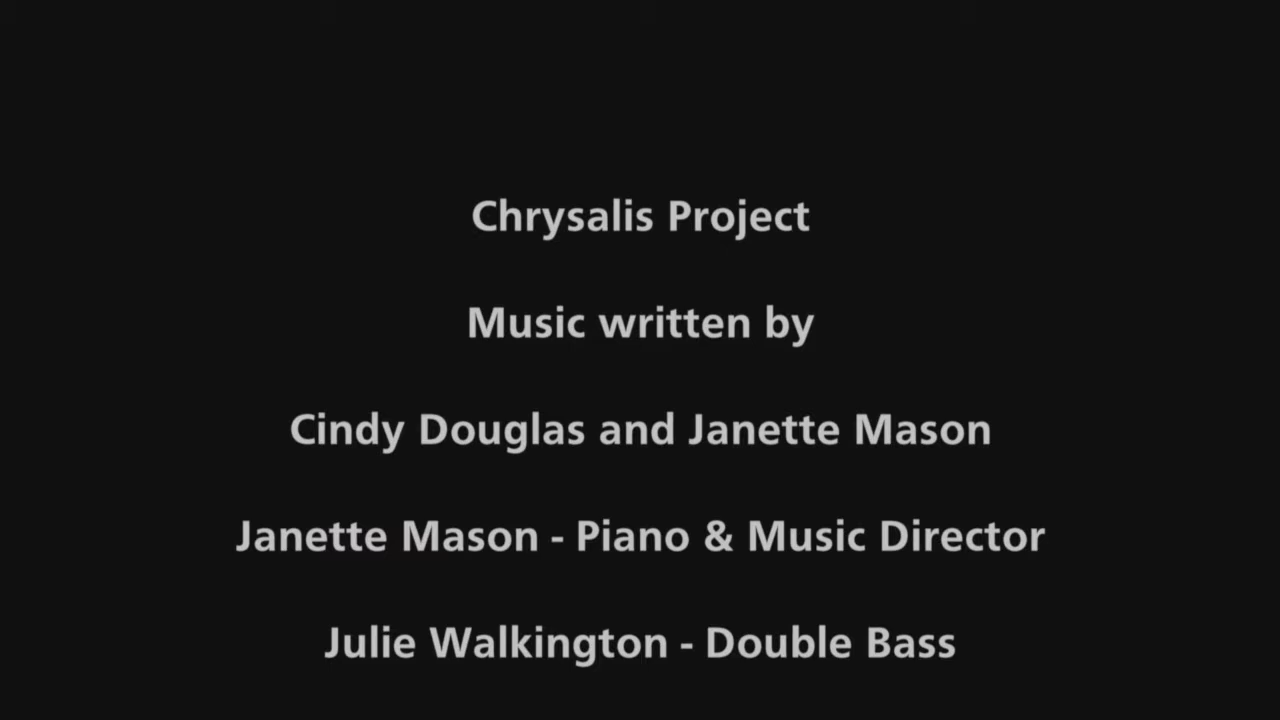 Chrysalis Project
Music written by
Cindy Douglas and Janette Mason
Janette Mason - Piano & Music Director
Julie Walkington - Double Bass